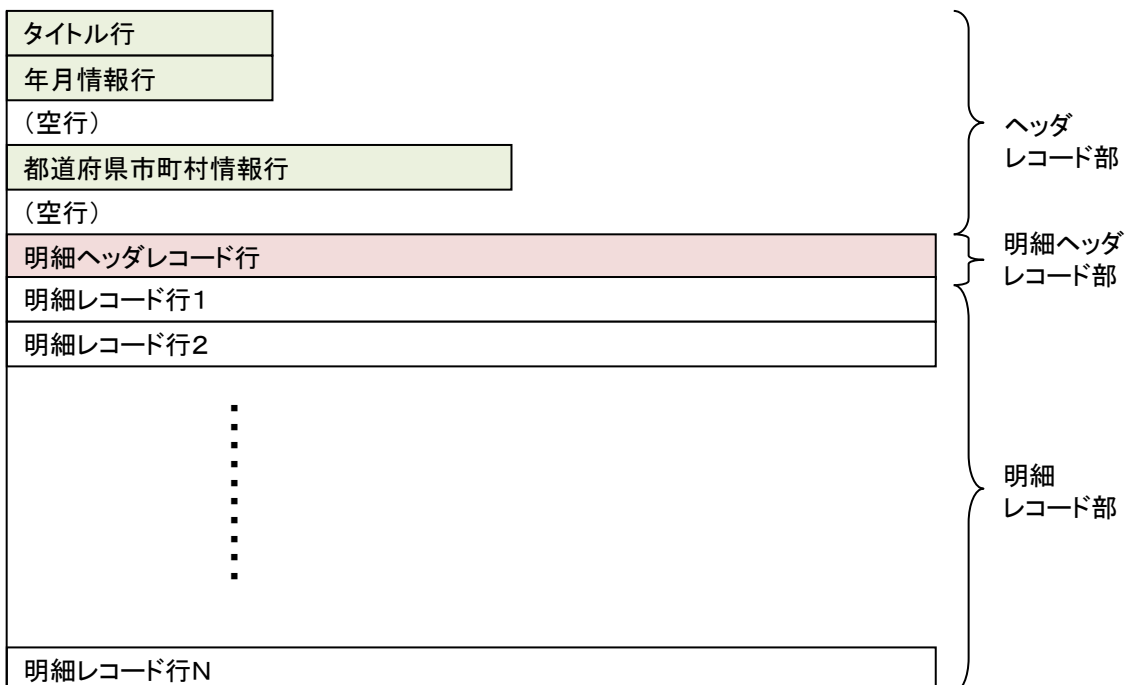 タイトル行
年月情報行
（空行）
都道府県市町村情報行
（空行）
明細ヘッダレコード行
明細レコード行１
明細レコード行２
明細レコード行Ｎ
ヘッダ
レコード部
明細ヘッダ
レコード部
明細
レコード部